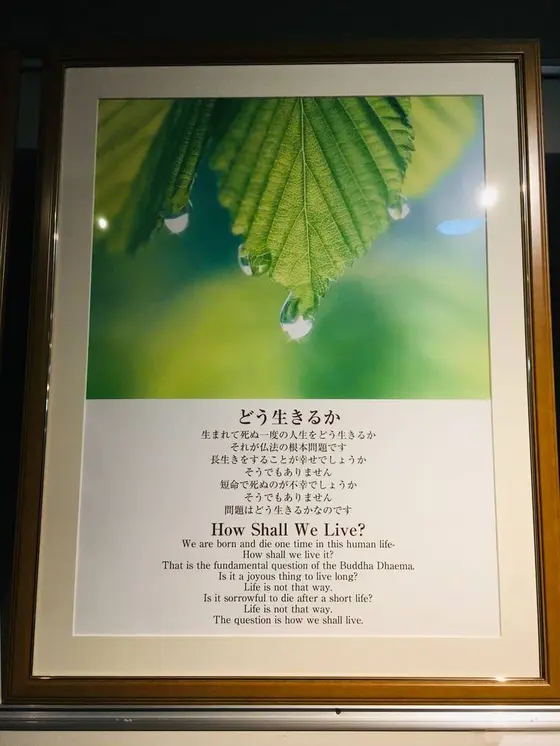 どう生きるか
生まれて死ぬ一度の人生をどう生きるか
それが仏法の根本問題です
長生きをすることが幸せでしょうか
そうでもありません
短命で死ぬのが不幸でしょうか
そうでもありません
問題はどう生きるかなのです
How Shall We Live?
We are born and die one time in this human life-
How shall we live it?
That is the fundamental question of the Buddha Dhaema.
Is it a joyous thing to live long?
Life is not that way.
Is it sorrowful to die after a short life?
Life is not that way.
The question is how we shall live.